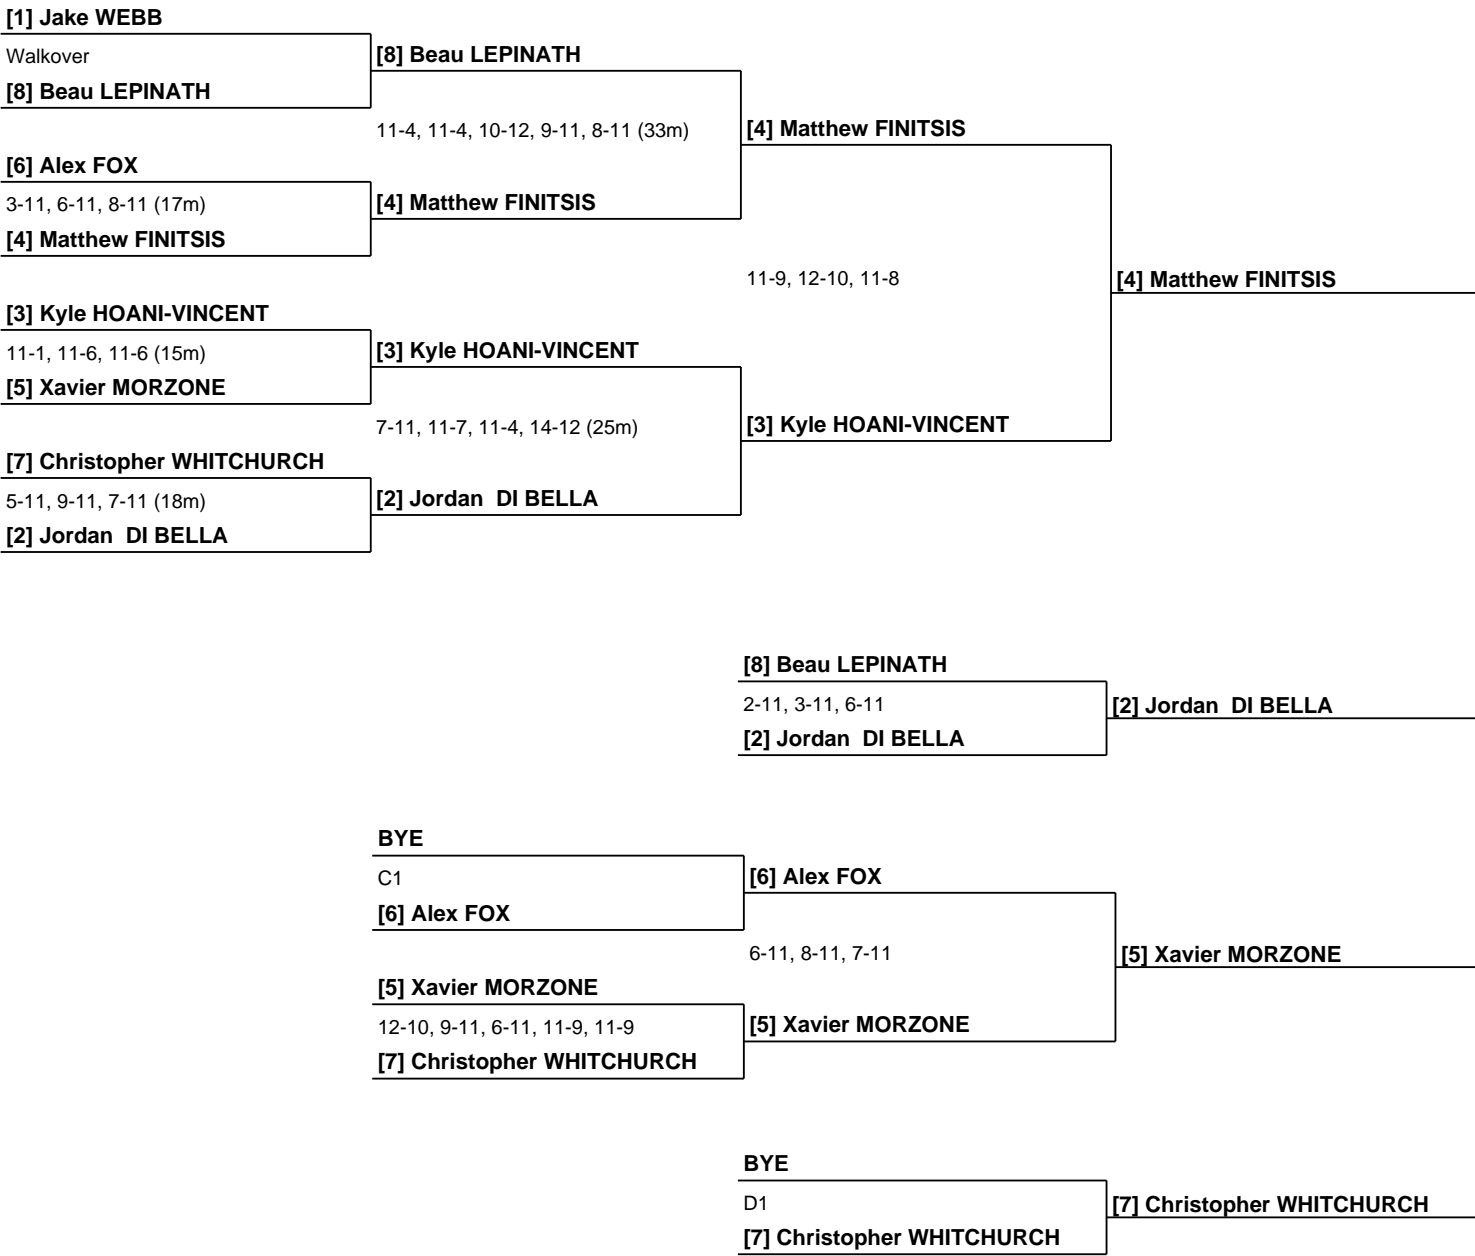 [1] Jake WEBB
Walkover
[8] Beau LEPINATH
[8] Beau LEPINATH
11-4, 11-4, 10-12, 9-11, 8-11 (33m)
[4] Matthew FINITSIS
[6] Alex FOX
3-11, 6-11, 8-11 (17m)
[4] Matthew FINITSIS
[4] Matthew FINITSIS
11-9, 12-10, 11-8
[4] Matthew FINITSIS
[3] Kyle HOANI-VINCENT
11-1, 11-6, 11-6 (15m)
[3] Kyle HOANI-VINCENT
[5] Xavier MORZONE
7-11, 11-7, 11-4, 14-12 (25m)
[3] Kyle HOANI-VINCENT
[7] Christopher WHITCHURCH
5-11, 9-11, 7-11 (18m)
[2] Jordan  DI BELLA
[2] Jordan  DI BELLA
[8] Beau LEPINATH
2-11, 3-11, 6-11
[2] Jordan  DI BELLA
[2] Jordan  DI BELLA
BYE
C1
[6] Alex FOX
[6] Alex FOX
6-11, 8-11, 7-11
[5] Xavier MORZONE
[5] Xavier MORZONE
12-10, 9-11, 6-11, 11-9, 11-9
[5] Xavier MORZONE
[7] Christopher WHITCHURCH
BYE
D1
[7] Christopher WHITCHURCH
[7] Christopher WHITCHURCH